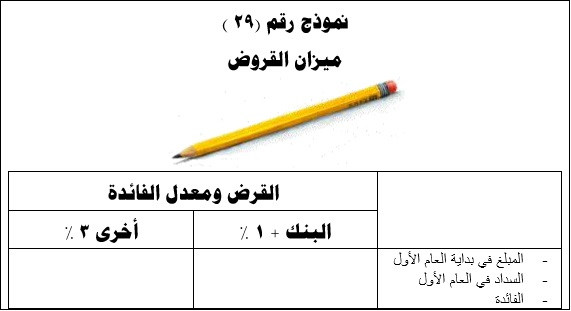 نموذج رقم (٢٩ )
ميزان القروض
القرض ومعدل الفائدة
البنك + ١ ٪
أخرى ٣ ٪
- المبلغ في بداية العام الأول
- السداد في العام الأول
- الفائدة